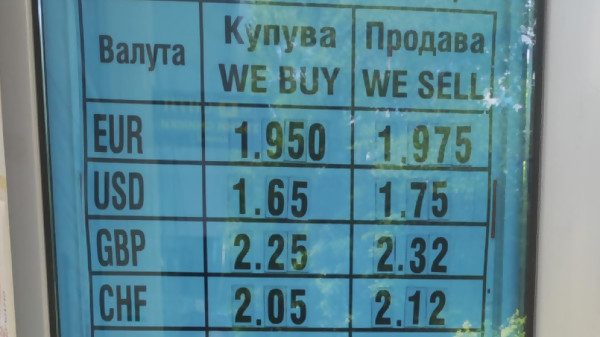 Валута Купува Продава
WE BUY WE SELL
EUR 1.950 1.975
USD 1.65 1.75
GBP 2.25 2.32
CHF 2.05 2.12